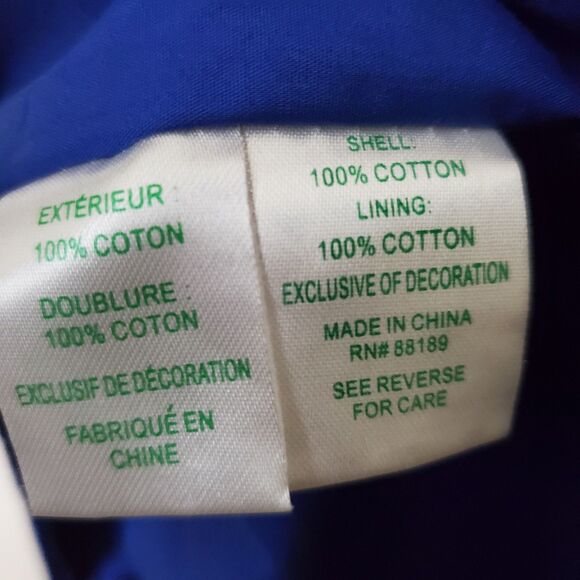 EXTÉRIEUR :
100% COTON
DOUBLURE :
100% COTON
EXCLUSIF DE DÉCORATION
FABRIQUÉ EN
CHINE
SHELL:
100% COTTON
LINING:
100% COTTON
EXCLUSIVE OF DECORATION
MADE IN CHINA
RN# 88189
SEE REVERSE
FOR CARE